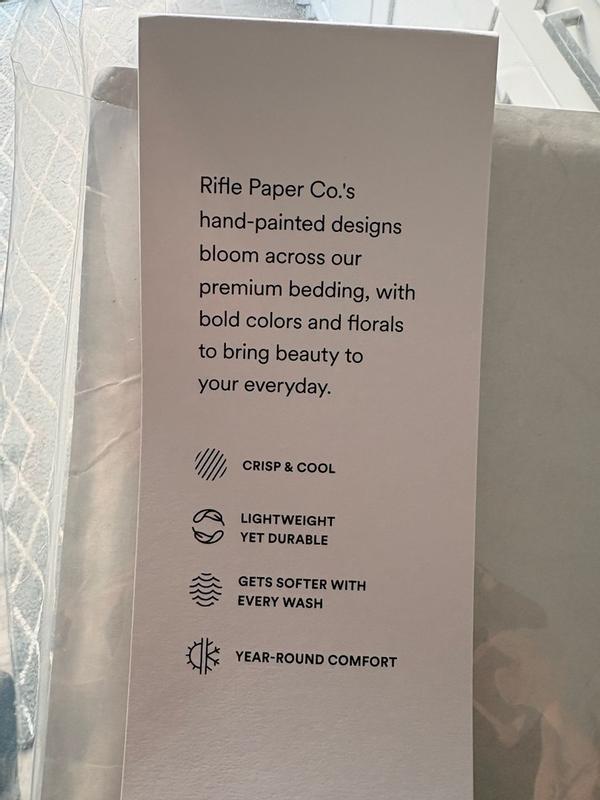 Rifle Paper Co.'s
hand-painted designs
bloom across our
premium bedding, with
bold colors and florals
to bring beauty to
your everyday.
CRISP & COOL
LIGHTWEIGHT
YET DURABLE
GETS SOFTER WITH
EVERY WASH
YEAR-ROUND COMFORT